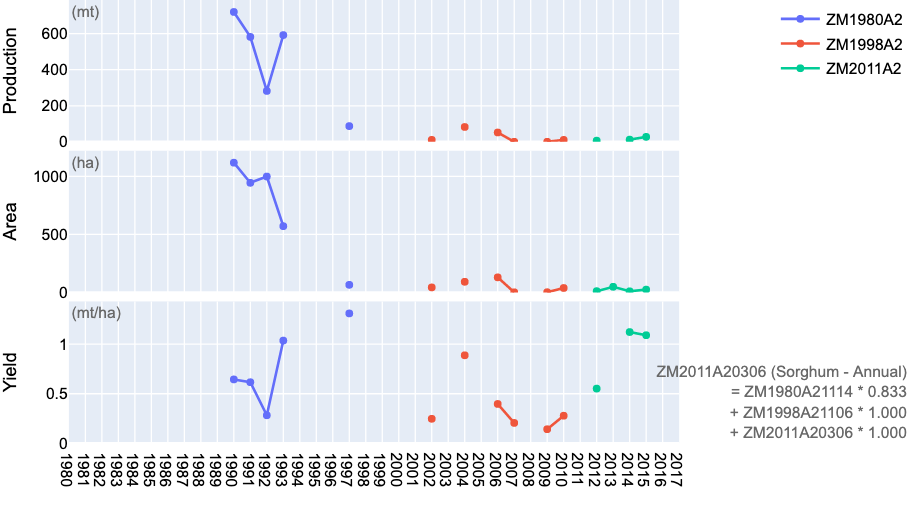 (mt)
Production
600
400
200
0
ZM1980A2
ZM1998A2
ZM2011A2
(ha)
Area
1000
500
0
(mt/ha)
Yield
1
0.5
0
ZM2011A20306 (Sorghum - Annual)
= ZM1980A21114 * 0.833
+ ZM1998A21106 * 1.000
+ ZM2011A20306 * 1.000
1980 1981 1982 1983 1984 1985 1986 1987 1988 1989 1990 1991 1992 1993 1994 1995 1996 1997 1998 1999 2000 2001 2002 2003 2004 2005 2006 2007 2008 2009 2010 2011 2012 2013 2014 2015 2016 2017